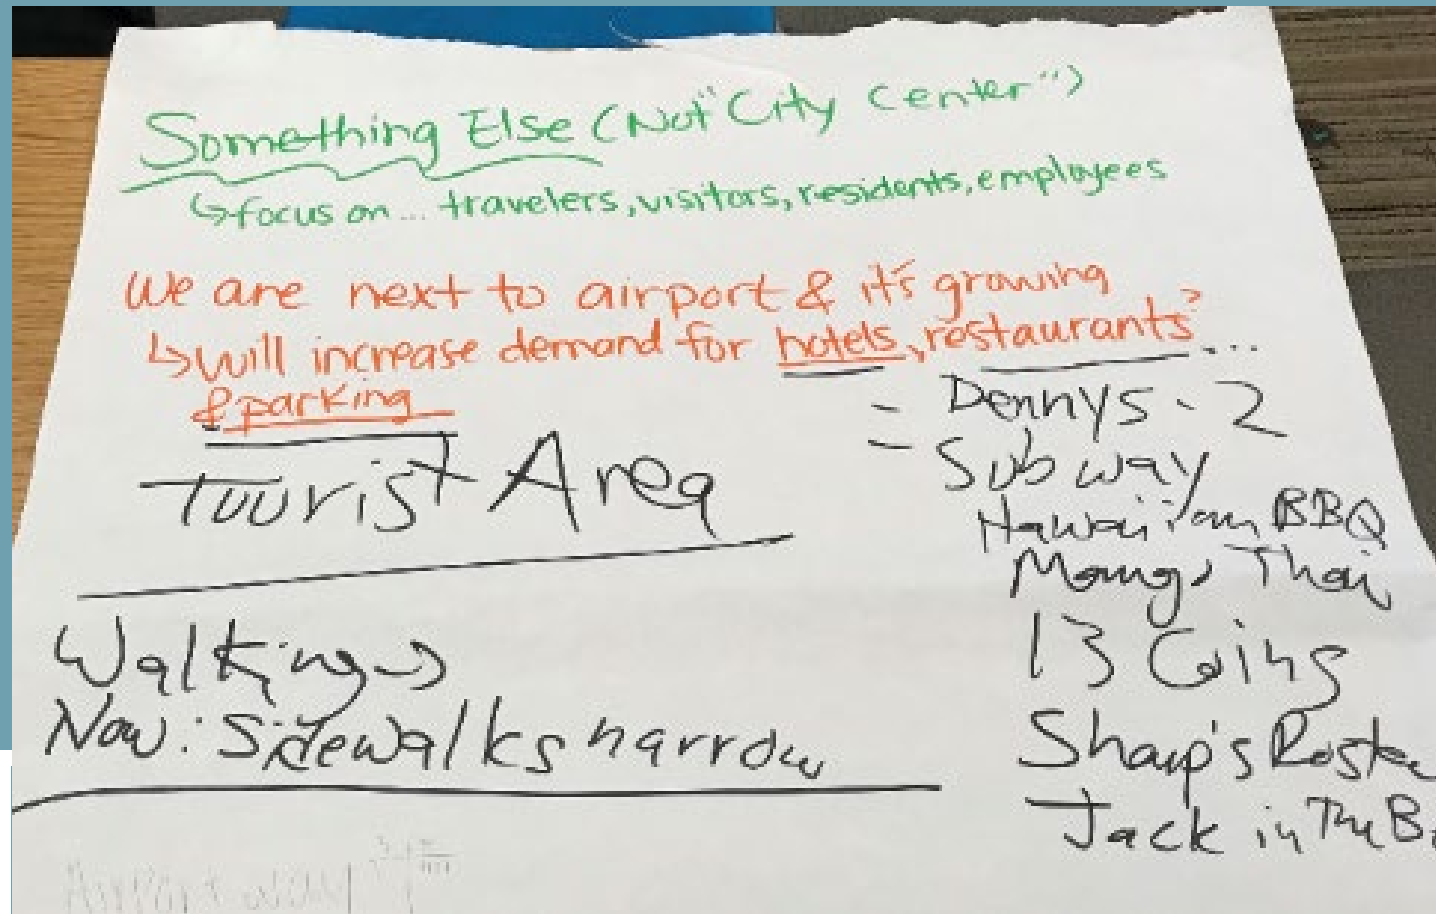 Something Else (Not "City Center")
↳ focus on... travelers, visitors, residents, employees
We are next to airport & it's growing
↳ will increase demand for hotels, restaurants...
& parking
Tourist Area
Walking →
Now: Sidewalks narrow
- Dennys - 2
- Subway
Hawaiian BBQ
Mango Thai
13 Coins
Sharp's Roste
Jack in The B